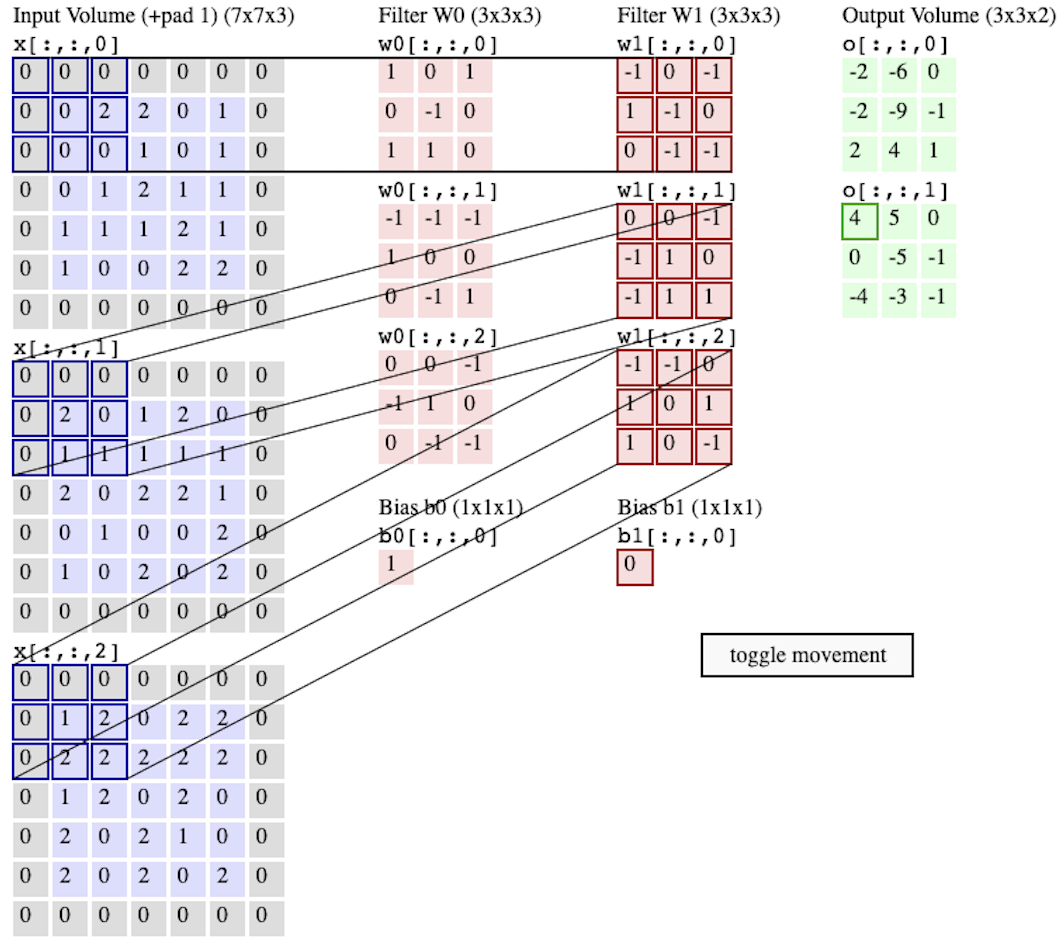 Input Volume (+pad 1) (7x7x3)
x[:,:,0]
0 0 0 0 0 0 0
0 0 2 2 0 1 0
0 0 0 1 0 1 0
0 0 1 2 1 1 0
0 1 1 1 2 1 0
0 1 0 0 2 2 0
0 0 0 0 0 0 0
x[:,:,1]
0 0 0 0 0 0 0
0 2 0 1 2 0 0
0 1 1 1 1 1 0
0 2 0 2 2 1 0
0 0 1 0 0 2 0
0 1 0 2 0 2 0
0 0 0 0 0 0 0
x[:,:,2]
0 0 0 0 0 0 0
0 1 2 0 2 2 0
0 2 2 2 2 2 0
0 1 2 0 2 0 0
0 2 0 2 1 0 0
0 2 0 2 0 2 0
0 0 0 0 0 0 0
Filter W0 (3x3x3)
w0[:,:,0]
1 0 1
0 -1 0
1 1 0
w0[:,:,1]
-1 -1 -1
1 0 0
0 -1 1
w0[:,:,2]
0 0 -1
-1 1 0
0 -1 -1
Bias b0 (1x1x1)
b0[:,:,0]
1
Filter W1 (3x3x3)
w1[:,:,0]
-1 0 -1
1 -1 0
0 -1 -1
w1[:,:,1]
0 0 -1
-1 1 0
-1 1 1
w1[:,:,2]
-1 -1 0
1 0 1
1 0 -1
Bias b1 (1x1x1)
b1[:,:,0]
0
Output Volume (3x3x2)
o[:,:,0]
-2 -6 0
-2 -9 -1
2 4 1
o[:,:,1]
4 5 0
0 -5 -1
-4 -3 -1
toggle movement